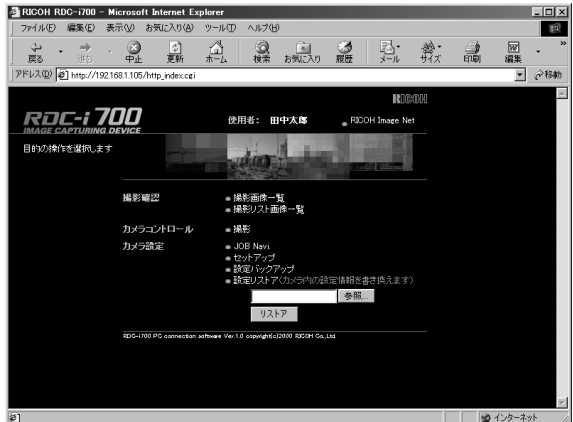 RICOH RDC-i700 - Microsoft Internet Explorer
ファイル(F) 編集(E) 表示(V) お気に入り(A) ツール(T) ヘルプ(H)
戻る 進む 中止 更新 ホーム 検索 お気に入り 履歴 メール サイズ 印刷 編集 »
アドレス(D) http://192.168.1.105/http_index.cgi 移動
RICOH
RDC-i 700
IMAGE CAPTURING DEVICE
使用者: 田中太郎 RICOH Image Net
目的の操作を選択します
撮影確認 撮影画像一覧
撮影リスト画像一覧
カメラコントロール 撮影
カメラ設定 JOB Navi
セットアップ
設定バックアップ
設定リストア(カメラ内の設定情報を書き換えます)
参照...
リストア
RDC-i700 PC connection software Ver.1.0 copyright(c)2000 RICOH Co.,Ltd
インターネット